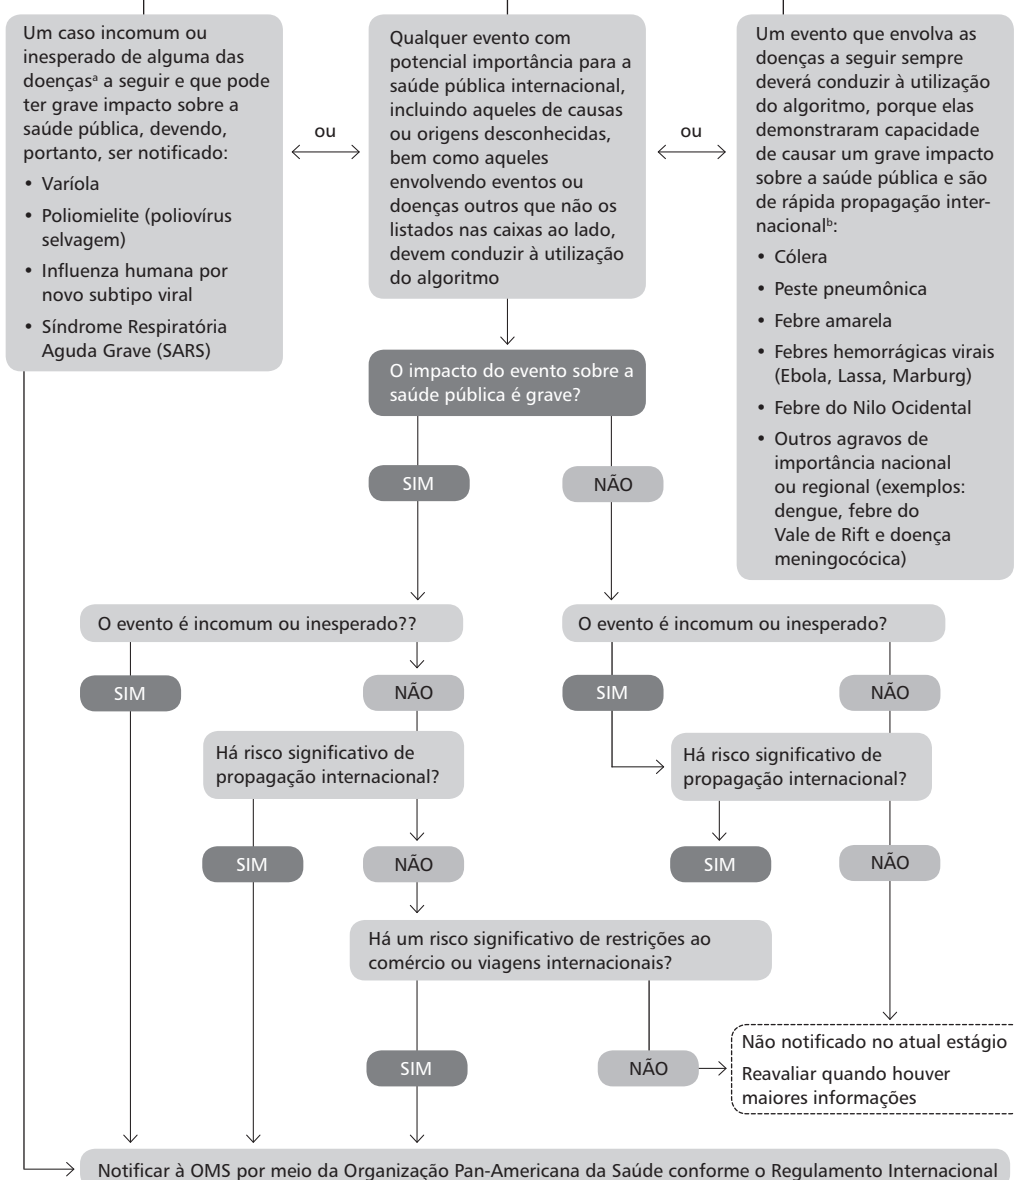 Um caso incomum ou
inesperado de alguma das
doençasª a seguir e que pode
ter grave impacto sobre a
saúde pública, devendo,
portanto, ser notificado:
• Varíola
• Poliomielite (poliovírus
selvagem)
• Influenza humana por
novo subtipo viral
• Síndrome Respiratória
Aguda Grave (SARS)
ou
Qualquer evento com
potencial importância para a
saúde pública internacional,
incluindo aqueles de causas
ou origens desconhecidas,
bem como aqueles
envolvendo eventos ou
doenças outros que não os
listados nas caixas ao lado,
devem conduzir à utilização
do algoritmo
ou
Um evento que envolva as
doenças a seguir sempre
deverá conduzir à utilização
do algoritmo, porque elas
demonstraram capacidade
de causar um grave impacto
sobre a saúde pública e são
de rápida propagação inter-
nacionalᵇ:
• Cólera
• Peste pneumônica
• Febre amarela
• Febres hemorrágicas virais
(Ebola, Lassa, Marburg)
• Febre do Nilo Ocidental
• Outros agravos de
importância nacional
ou regional (exemplos:
dengue, febre do
Vale de Rift e doença
meningocócica)
O impacto do evento sobre a
saúde pública é grave?
SIM
NÃO
O evento é incomum ou inesperado??
O evento é incomum ou inesperado?
SIM
NÃO
SIM
NÃO
Há risco significativo de
propagação internacional?
Há risco significativo de
propagação internacional?
SIM
NÃO
SIM
NÃO
Há um risco significativo de restrições ao
comércio ou viagens internacionais?
SIM
NÃO
Não notificado no atual estágio
Reavaliar quando houver
maiores informações
Notificar à OMS por meio da Organização Pan-Americana da Saúde conforme o Regulamento Internacional